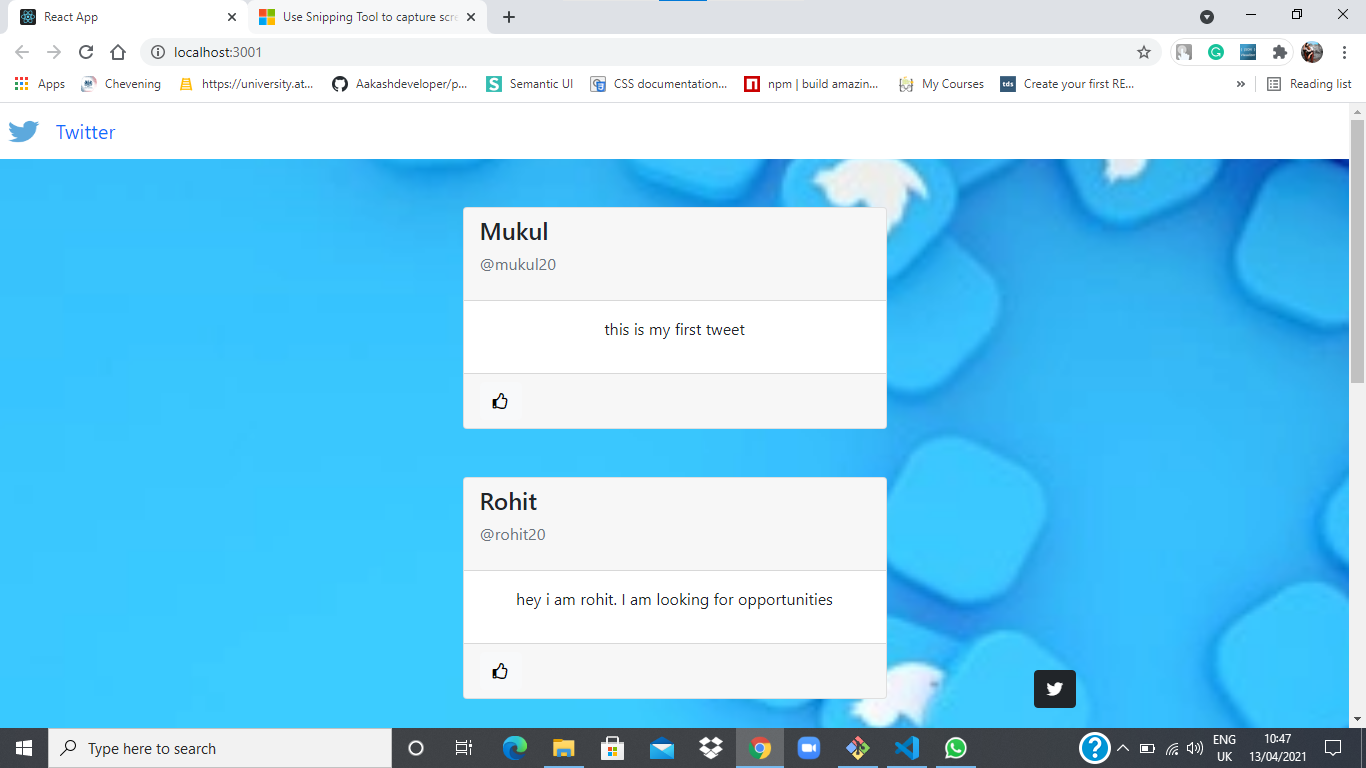 React App
Use Snipping Tool to capture scre
localhost:3001
Apps
Chevening
https://university.at...
Aakashdeveloper/p...
Semantic UI
CSS documentation...
npm | build amazin...
My Courses
tds
Create your first RE...
»
Reading list
Twitter
Mukul
@mukul20
this is my first tweet
Rohit
@rohit20
hey i am rohit. I am looking for opportunities
Type here to search
ENG
UK
10:47
13/04/2021